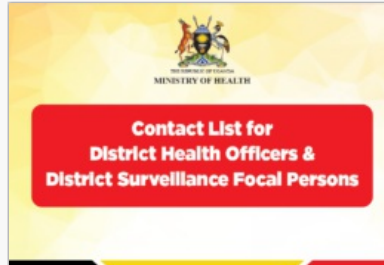 THE REPUBLIC OF UGANDA
MINISTRY OF HEALTH
Contact List for
District Health Officers &
District Surveillance Focal Persons